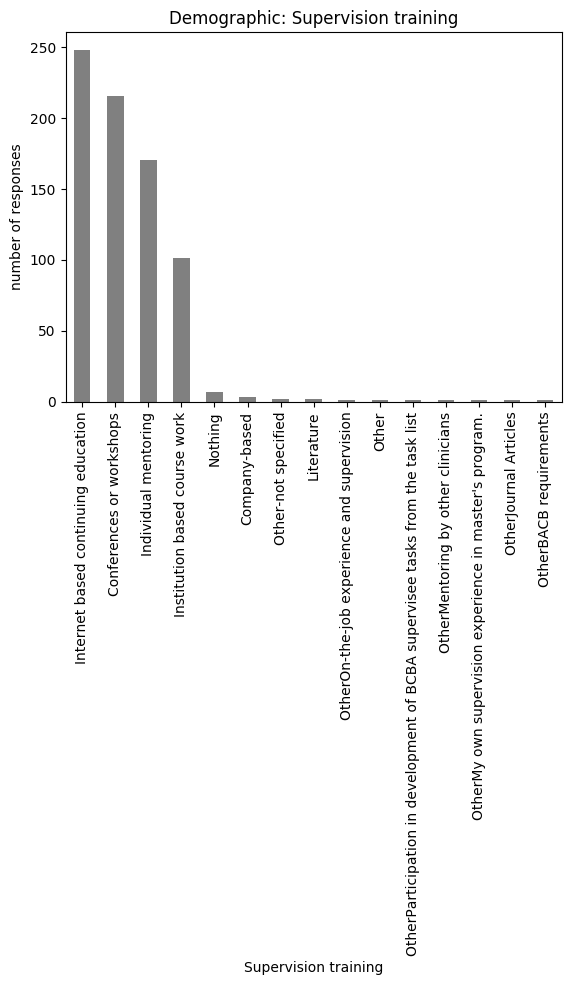 Demographic: Supervision training
number of responses
250
200
150
100
50
0
Internet based continuing education
Conferences or workshops
Individual mentoring
Institution based course work
Nothing
Company-based
Other-not specified
Literature
OtherOn-the-job experience and supervision
Other
OtherParticipation in development of BCBA supervisee tasks from the task list
OtherMentoring by other clinicians
OtherMy own supervision experience in master's program.
OtherJournal Articles
OtherBACB requirements
Supervision training